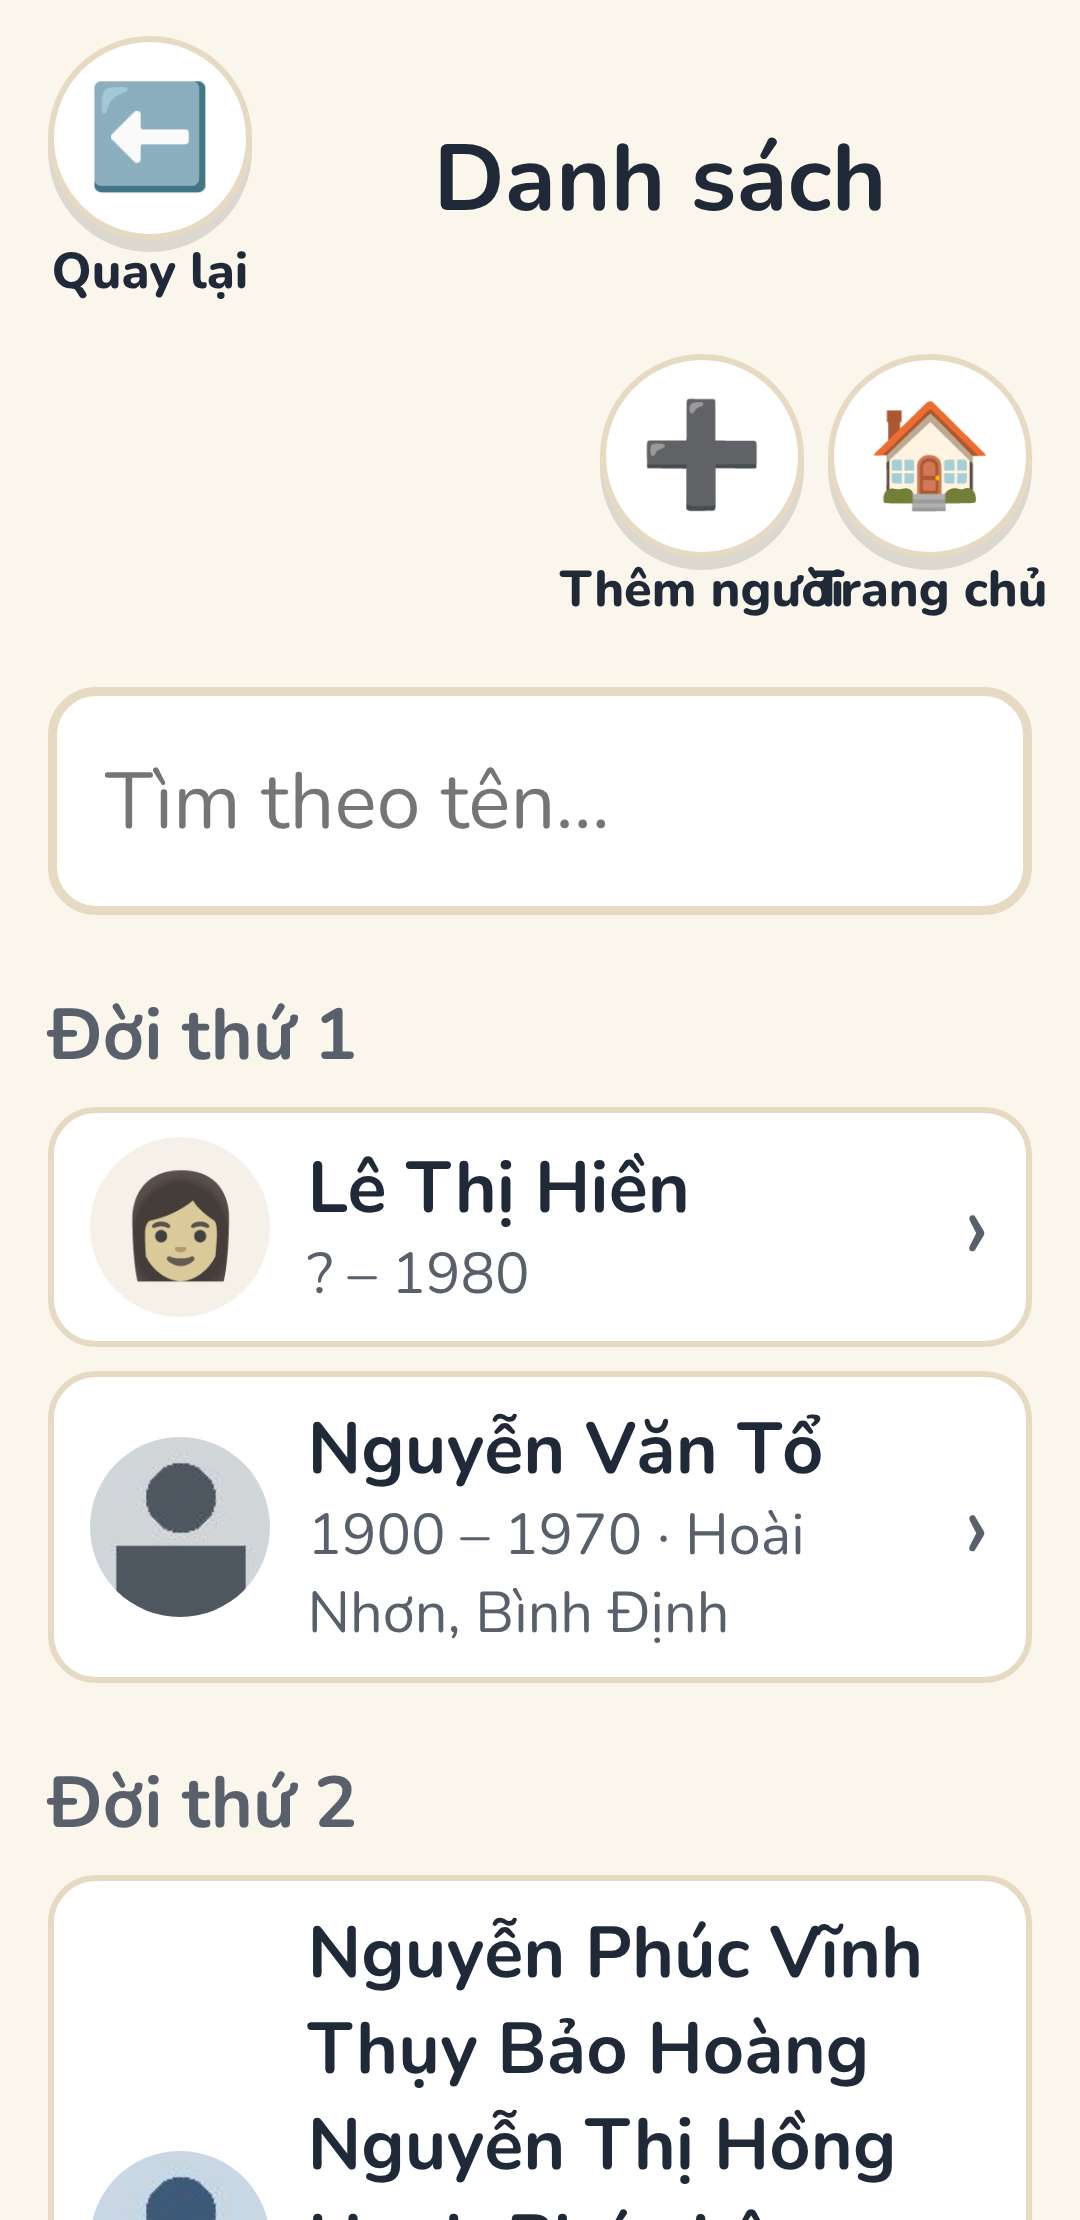 Danh sách
Quay lại
Thêm người
Trang chủ
Tìm theo tên...
Đời thứ 1
Lê Thị Hiền
? – 1980
›
Nguyễn Văn Tổ
1900 – 1970 · Hoài
Nhơn, Bình Định
›
Đời thứ 2
Nguyễn Phúc Vĩnh
Thụy Bảo Hoàng
Nguyễn Thị Hồng